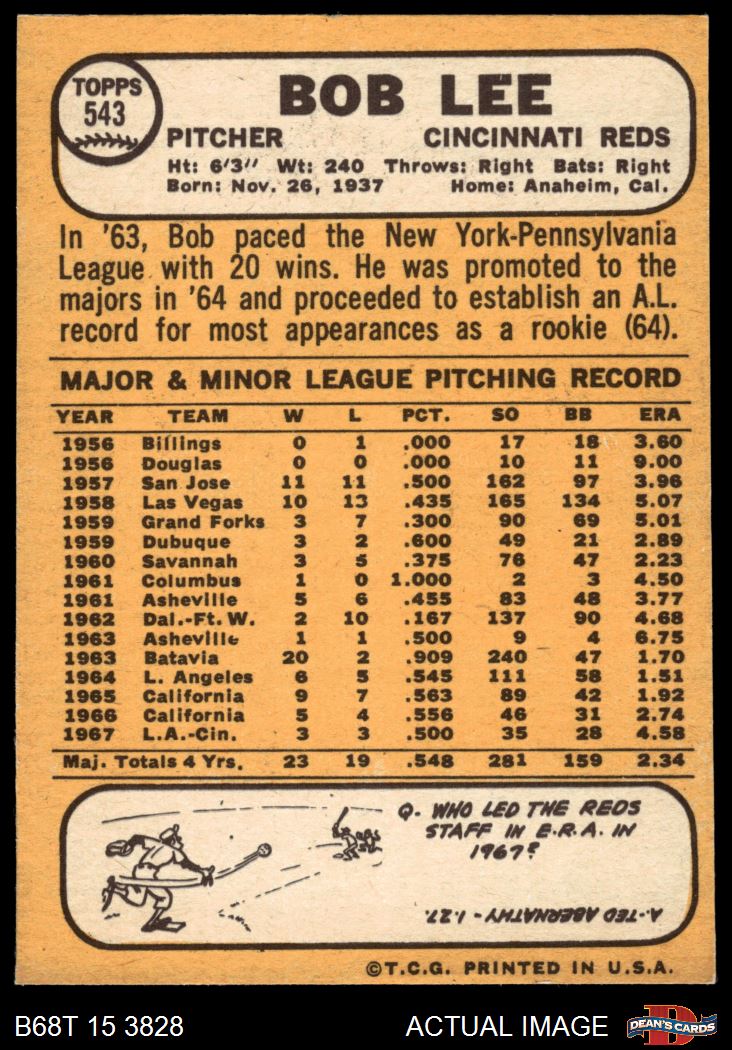 TOPPS
543
BOB LEE
PITCHER CINCINNATI REDS
Ht: 6'3" Wt: 240 Throws: Right Bats: Right
Born: Nov. 26, 1937 Home: Anaheim, Cal.
In '63, Bob paced the New York-Pennsylvania
League with 20 wins. He was promoted to the
majors in '64 and proceeded to establish an A.L.
record for most appearances as a rookie (64).
MAJOR & MINOR LEAGUE PITCHING RECORD
YEAR TEAM W L PCT. SO BB ERA
1956 Billings 0 1 .000 17 18 3.60
1956 Douglas 0 0 .000 10 11 9.00
1957 San Jose 11 11 .500 162 97 3.96
1958 Las Vegas 10 13 .435 165 134 5.07
1959 Grand Forks 3 7 .300 90 69 5.01
1959 Dubuque 3 2 .600 49 21 2.89
1960 Savannah 3 5 .375 76 47 2.23
1961 Columbus 1 0 1.000 2 3 4.50
1961 Asheville 5 6 .455 83 48 3.77
1962 Dal.-Ft. W. 2 10 .167 137 90 4.68
1963 Asheville 1 1 .500 9 4 6.75
1963 Batavia 20 2 .909 240 47 1.70
1964 L. Angeles 6 5 .545 111 58 1.51
1965 California 9 7 .563 89 42 1.92
1966 California 5 4 .556 46 31 2.74
1967 L.A.-Cin. 3 3 .500 35 28 4.58
Maj. Totals 4 Yrs. 23 19 .548 281 159 2.34
Q. WHO LED THE REDS
STAFF IN E.R.A. IN
1967?
A-TED ABERNATHY - 1.27.
©T.C.G. PRINTED IN U.S.A.
B68T 15 3828 ACTUAL IMAGE
D
DEAN'S CARDS